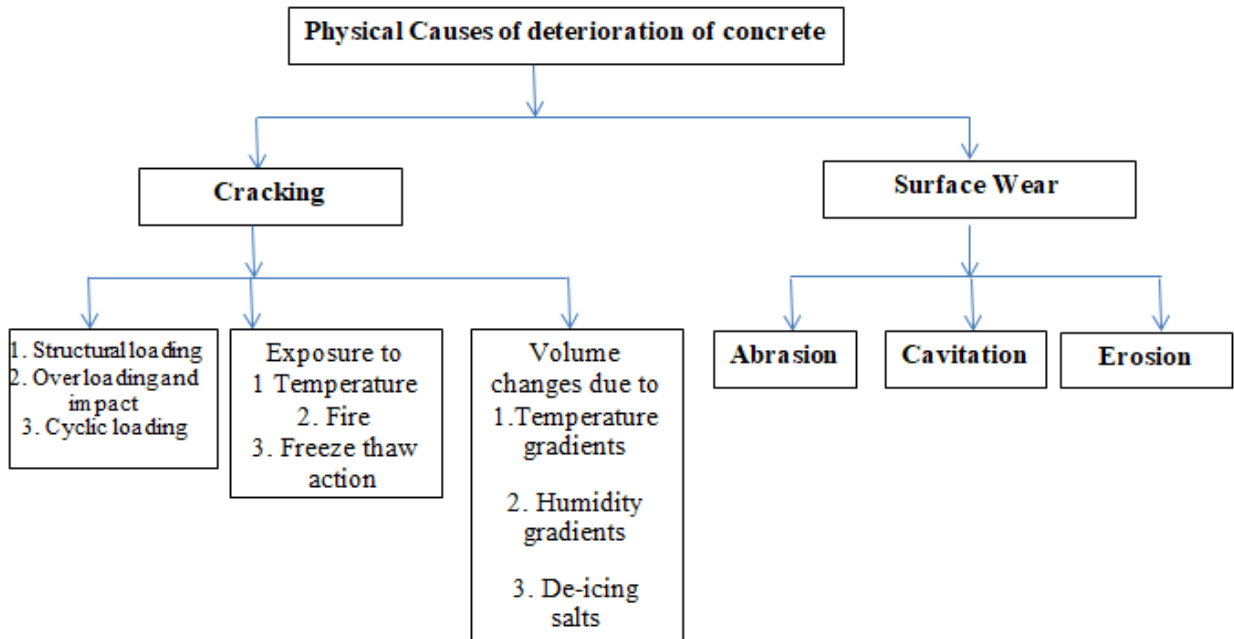 Physical Causes of deterioration of concrete
Cracking
Surface Wear
1. Structural loading
2. Overloading and
impact
3. Cyclic loading
Exposure to
1 Temperature
2. Fire
3. Freeze thaw
action
Volume
changes due to
1.Temperature
gradients
2. Humidity
gradients
3. De-icing
salts
Abrasion
Cavitation
Erosion